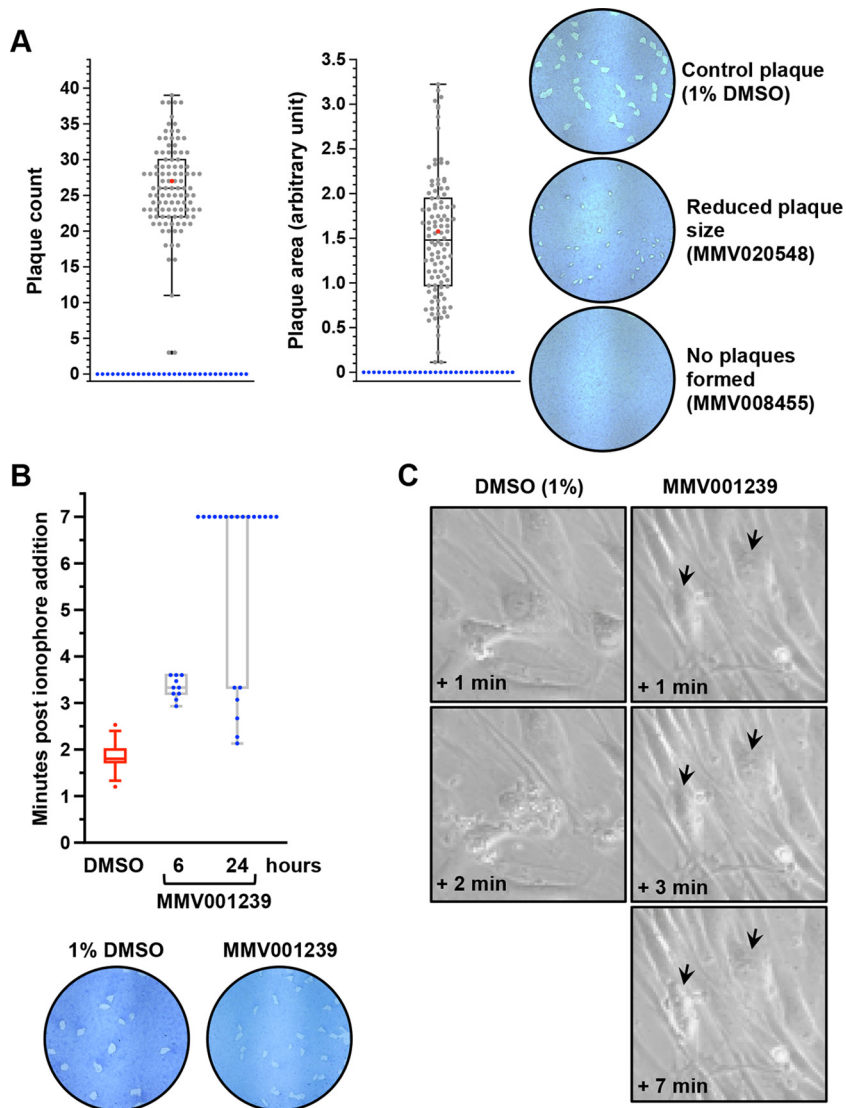 A
Plaque count
40
35
30
25
20
15
10
5
0
Plaque area (arbitrary unit)
3.5
3.0
2.5
2.0
1.5
1.0
0.5
0
Control plaque
(1% DMSO)
Reduced plaque
size
(MMV020548)
No plaques
formed
(MMV008455)
B
Minutes post ionophore addition
7
6
5
4
3
2
1
0
DMSO 6 24 hours
MMV001239
1% DMSO MMV001239
C
DMSO (1%) MMV001239
+ 1 min + 1 min
+ 2 min + 3 min
+ 7 min